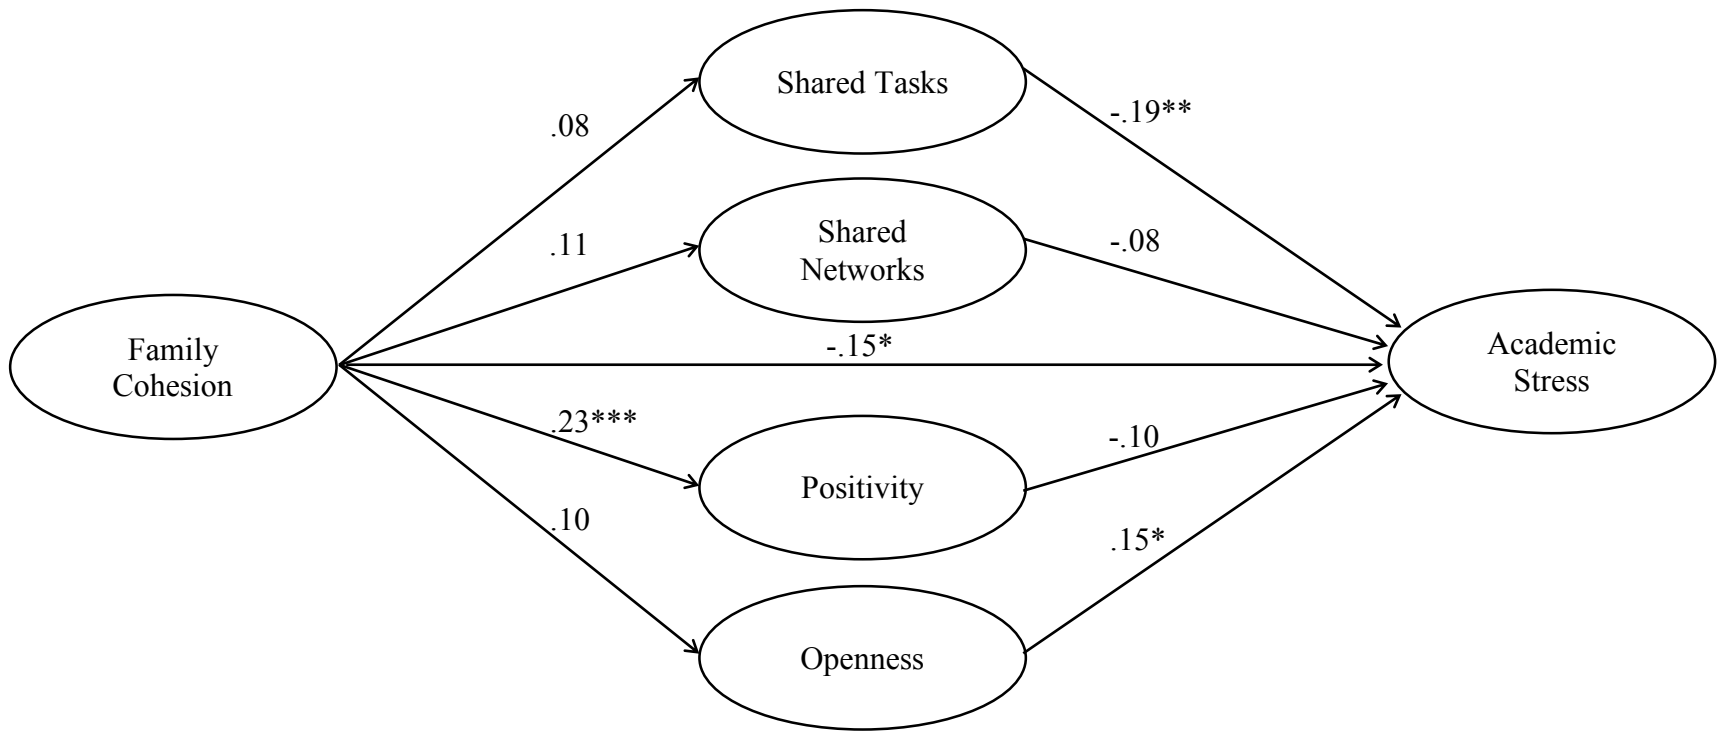 Shared Tasks
.08
-.19**
Shared
Networks
.11
-.08
Family
Cohesion
-.15*
Academic
Stress
.23***
Positivity
-.10
.10
.15*
Openness